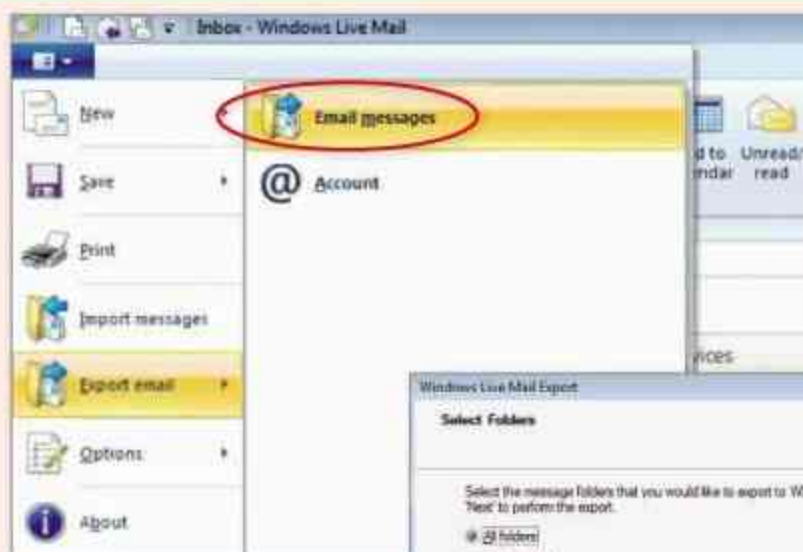 Inbox - Windows Live Mail
New
Email messages
Save
Account
Print
Import messages
Export email
Options
About
d to
ndar
Unread/
read
vices
Windows Live Mail Export
Select Folders
Select the message folders that you would like to export to W
'Next' to perform the export.
All folders